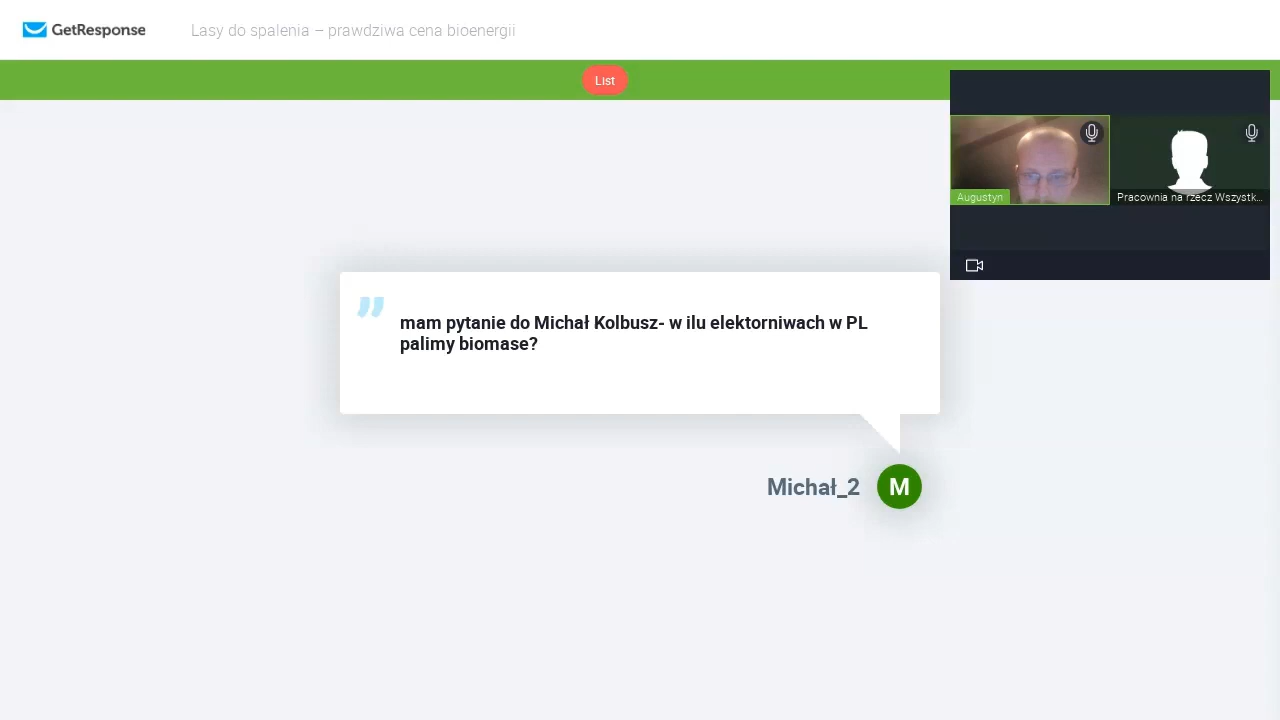 GetResponse
Lasy do spalenia – prawdziwa cena bioenergii
List
Augustyn
Pracownia na rzecz Wszystk...
mam pytanie do Michał Kolbusz- w ilu elektorniwach w PL
palimy biomase?
Michał_2
M